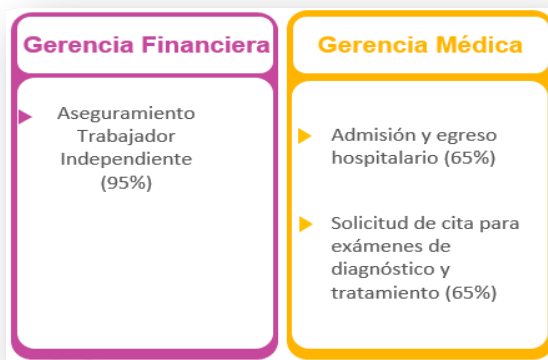 Gerencia Financiera
Aseguramiento
Trabajador
Independiente
(95%)
Gerencia Médica
Admisión y egreso
hospitalario (65%)
Solicitud de cita para
exámenes de
diagnóstico y
tratamiento (65%)